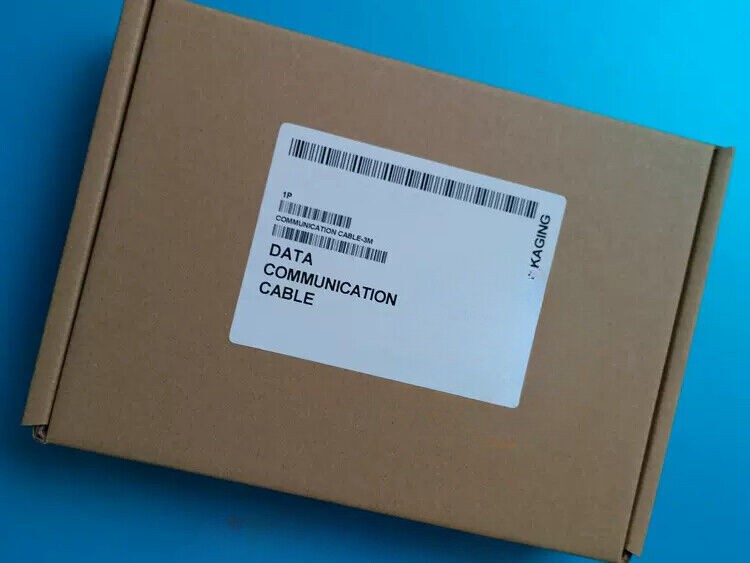 1P
COMMUNICATION CABLE-3M
DATA
COMMUNICATION
CABLE
KAGING